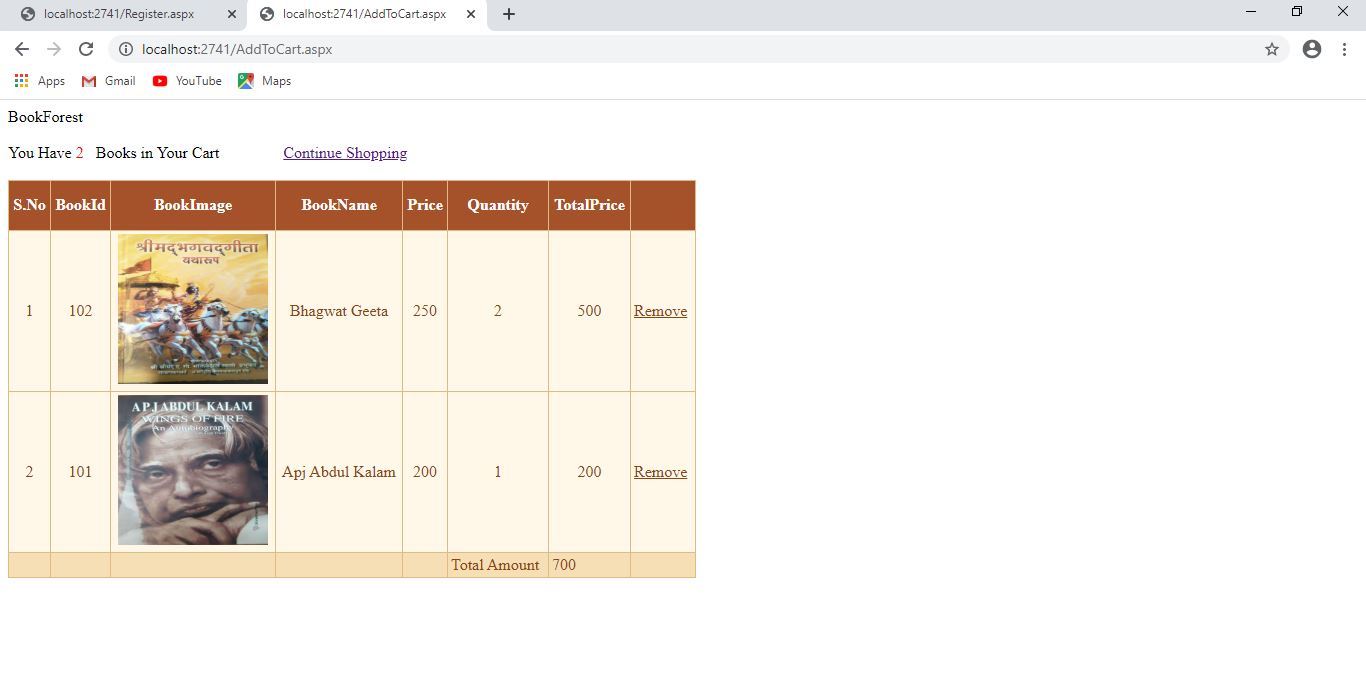 localhost:2741/Register.aspx
localhost:2741/AddToCart.aspx
localhost:2741/AddToCart.aspx
Apps Gmail YouTube Maps
BookForest
You Have 2 Books in Your Cart Continue Shopping
S.No BookId BookImage BookName Price Quantity TotalPrice
श्रीमद्भगवद्गीता
यथारूप
1 102 Bhagwat Geeta 250 2 500 Remove
A P J ABDUL KALAM
WINGS OF FIRE
An Autobiography
2 101 Apj Abdul Kalam 200 1 200 Remove
Total Amount 700